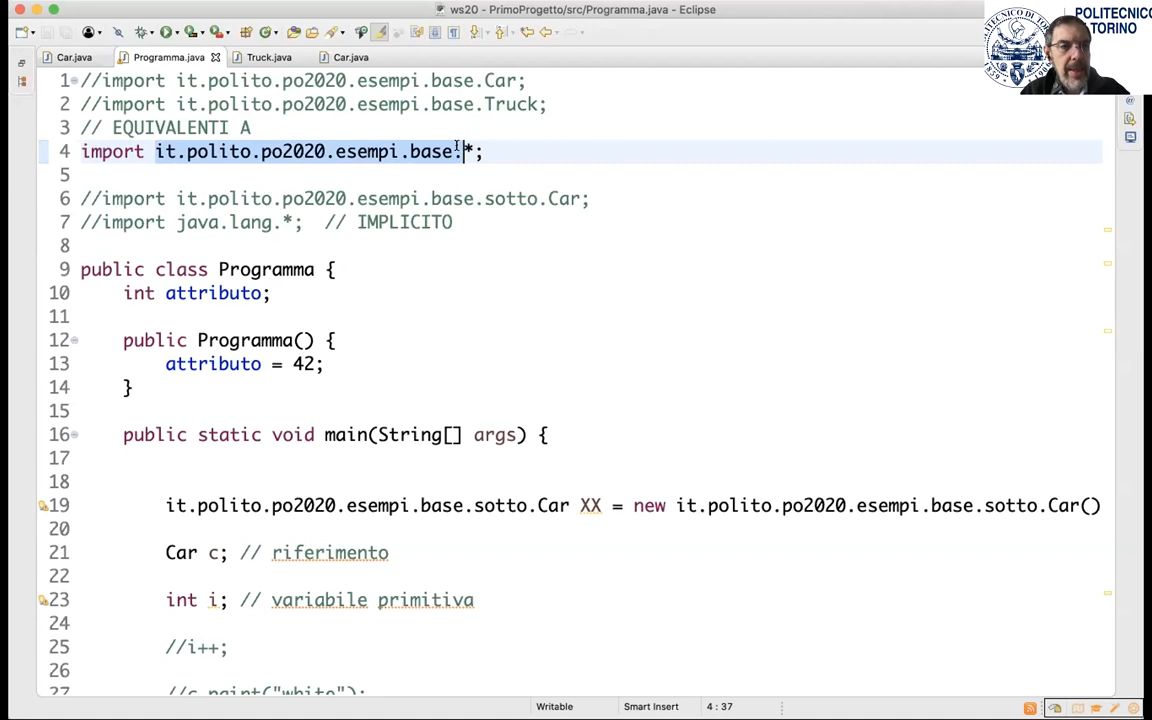 ws20 - PrimoProgetto/src/Programma.java - Eclipse
POLITECNICO
TORINO
1859
Car.java
Programma.java
Truck.java
Car.java
1 //import it.polito.po2020.esempi.base.Car;
2 //import it.polito.po2020.esempi.base.Truck;
3 // EQUIVALENTI A
4 import it.polito.po2020.esempi.base.*;
5
6 //import it.polito.po2020.esempi.base.sotto.Car;
7 //import java.lang.*;  // IMPLICITO
8
9 public class Programma {
10     int attributo;
11
12     public Programma() {
13         attributo = 42;
14     }
15
16     public static void main(String[] args) {
17
18
19         it.polito.po2020.esempi.base.sotto.Car XX = new it.polito.po2020.esempi.base.sotto.Car()
20
21         Car c; // riferimento
22
23         int i; // variabile primitiva
24
25         //i++;
26
27         //c.paint("white");
Writable
Smart Insert
4 : 37